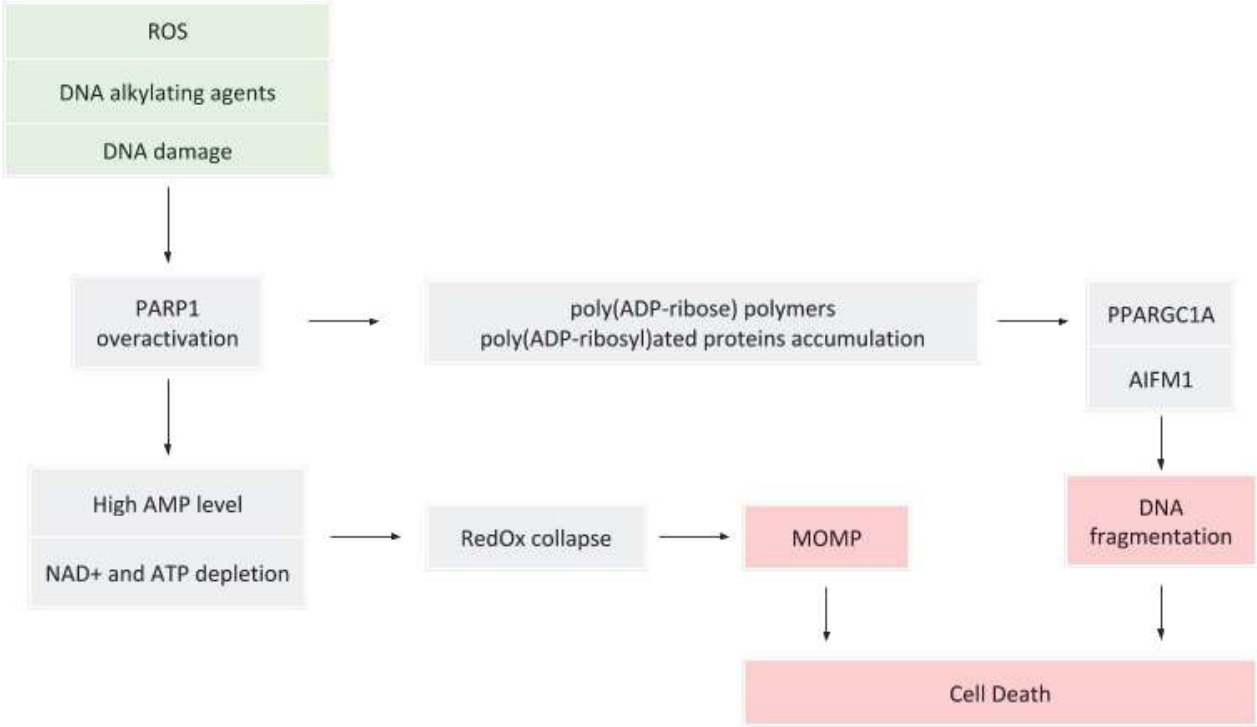 ROS
DNA alkylating agents
DNA damage
PARP1
overactivation
poly(ADP-ribose) polymers
poly(ADP-ribosyl)ated proteins accumulation
PPARGC1A
AIFM1
High AMP level
NAD+ and ATP depletion
RedOx collapse
MOMP
DNA
fragmentation
Cell Death